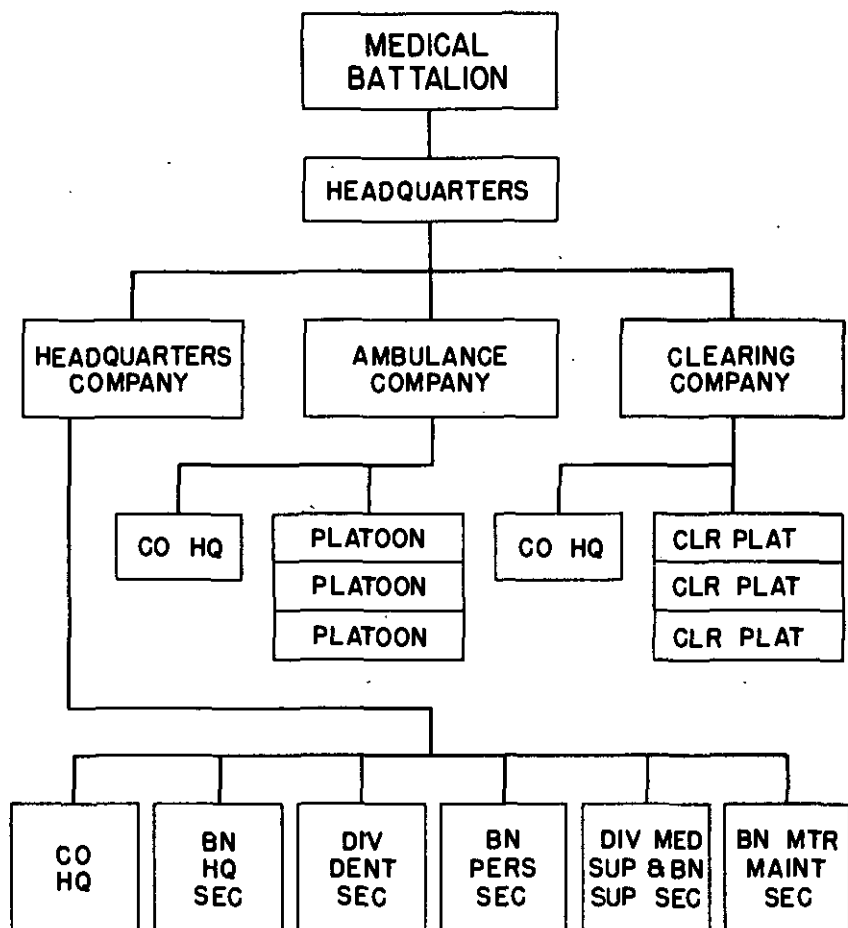 MEDICAL
BATTALION
HEADQUARTERS
HEADQUARTERS
COMPANY
AMBULANCE
COMPANY
CLEARING
COMPANY
CO HQ
PLATOON
PLATOON
PLATOON
CO HQ
CLR PLAT
CLR PLAT
CLR PLAT
CO
HQ
BN
HQ
SEC
DIV
DENT
SEC
BN
PERS
SEC
DIV MED
SUP & BN
SUP SEC
BN MTR
MAINT
SEC